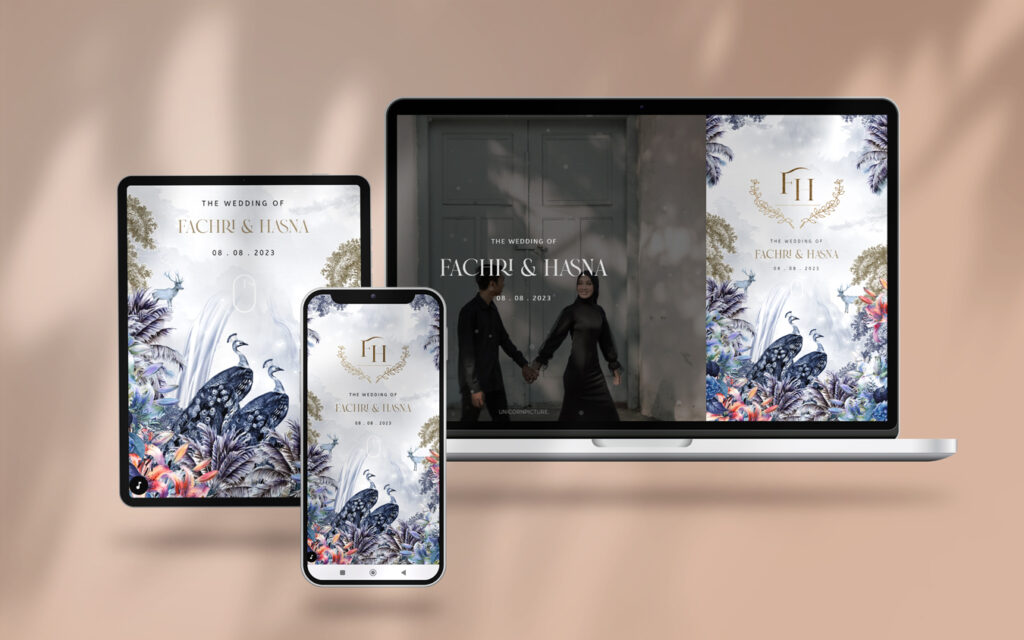 THE WEDDING OF
FACHRI & HASNA
08 . 08 . 2023
FH
THE WEDDING OF
FACHRI & HASNA
08 . 08 . 2023
THE WEDDING OF
FACHRI & HASNA
08 . 08 . 2023
UNICORNPICTURE.
FH
THE WEDDING OF
FACHRI & HASNA
08 . 08 . 2023